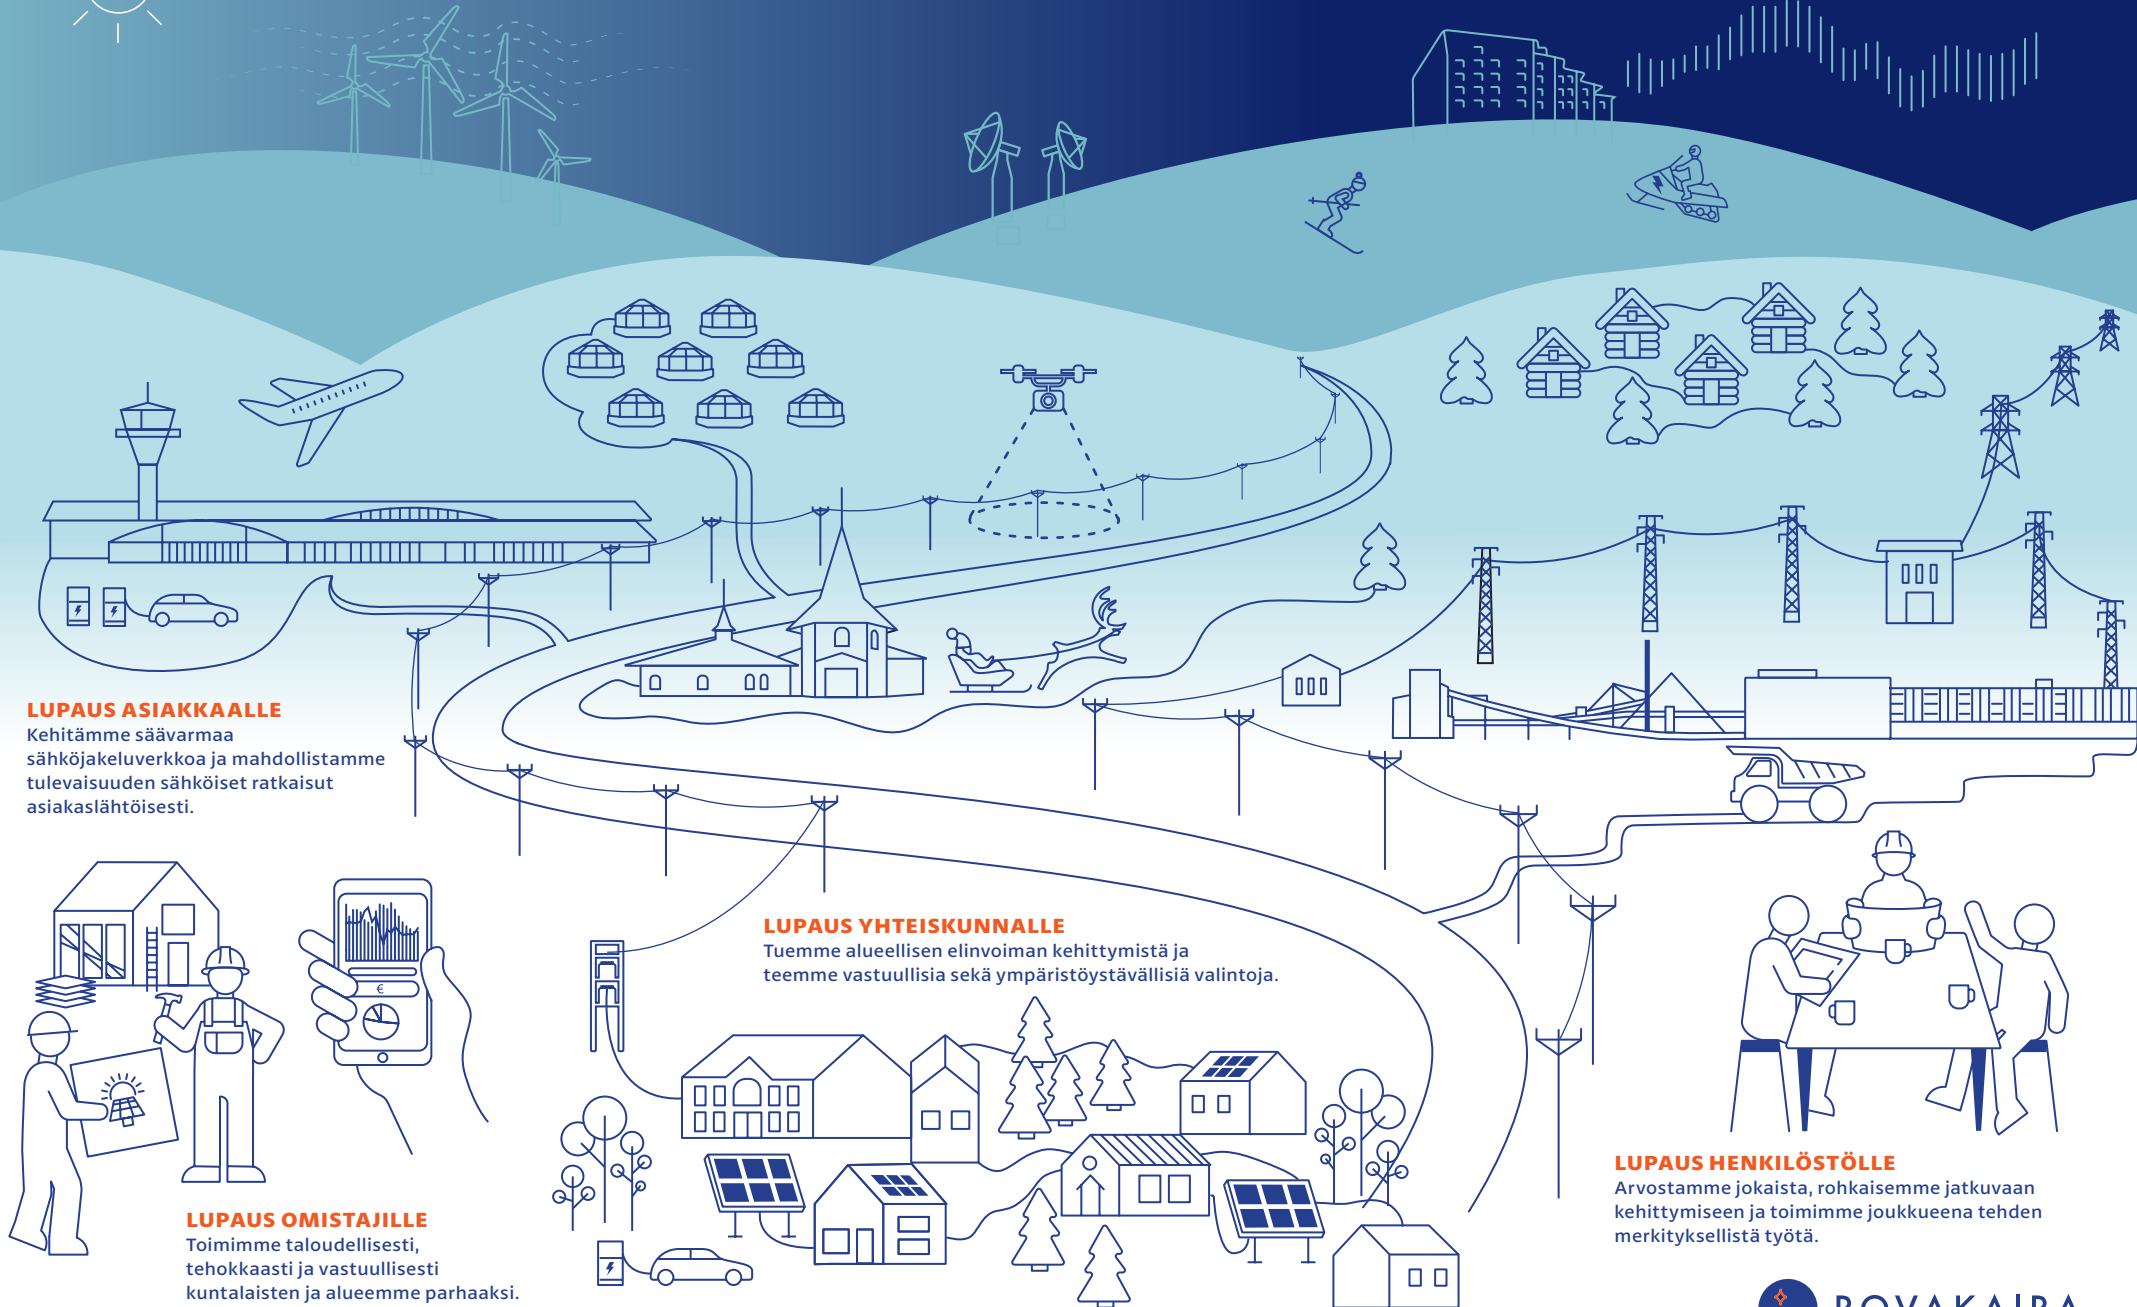 LUPAUS ASIAKKAALLE
Kehitämme säävarmaa
sähköjakeluverkkoa ja mahdollistamme
tulevaisuuden sähköiset ratkaisut
asiakaslähtöisesti.
LUPAUS YHTEISKUNNALLE
Tuemme alueellisen elinvoiman kehittymistä ja
teemme vastuullisia sekä ympäristöystävällisiä valintoja.
€
LUPAUS OMISTAJILLE
Toimimme taloudellisesti,
tehokkaasti ja vastuullisesti
kuntalaisten ja alueemme parhaaksi.
LUPAUS HENKILÖSTÖLLE
Arvostamme jokaista, rohkaisemme jatkuvaan
kehittymiseen ja toimimme joukkueena tehden
merkityksellistä työtä.
ROVAKAIRA